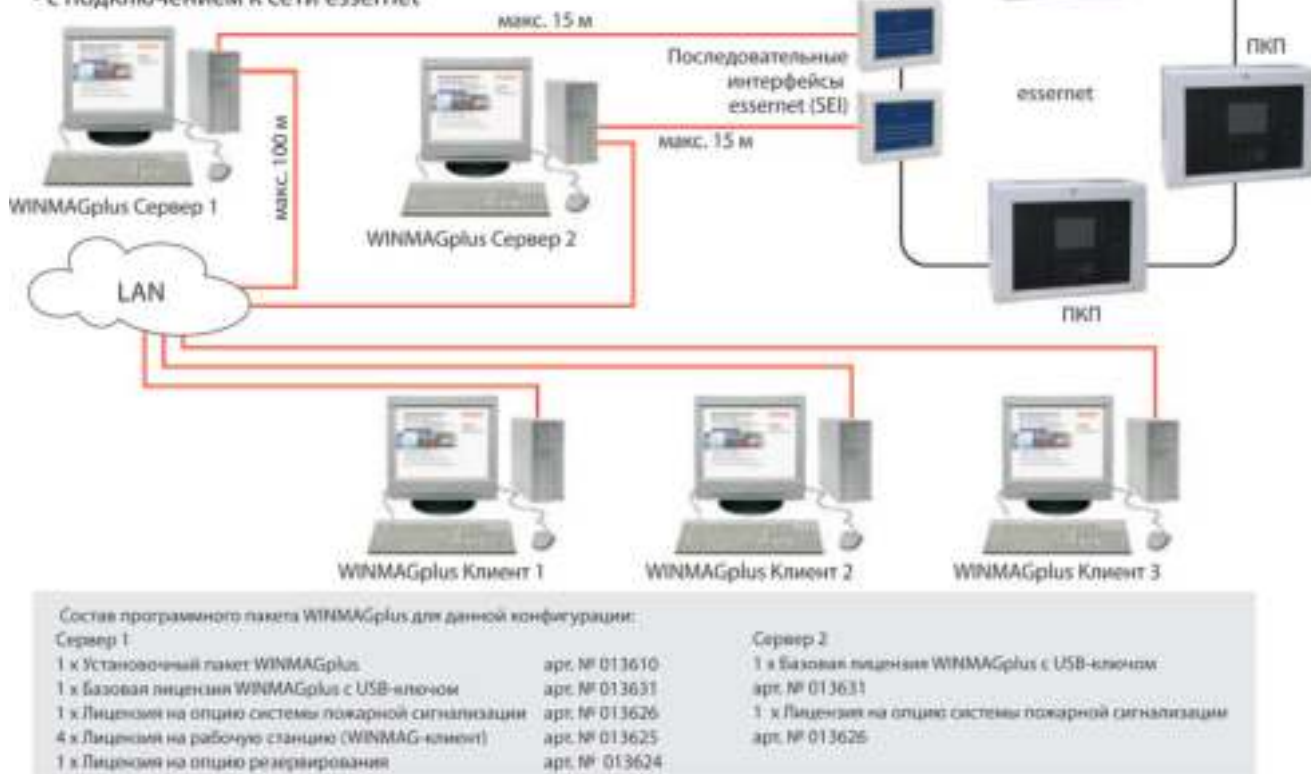 - с подключением к сети essernet
макс. 15 м
Последовательные
интерфейсы
essernet (SEI)
ПКП
essernet
макс. 100 м
макс. 15 м
WINMAGplus Сервер 1
WINMAGplus Сервер 2
LAN
ПКП
WINMAGplus Клиент 1
WINMAGplus Клиент 2
WINMAGplus Клиент 3
Состав программного пакета WINMAGplus для данной конфигурации:
Сервер 1
1 x Установочный пакет WINMAGplus арт. № 013610
1 x Базовая лицензия WINMAGplus с USB-ключом арт. № 013631
1 x Лицензия на опцию системы пожарной сигнализации арт. № 013626
4 x Лицензия на рабочую станцию (WINMAG-клиент) арт. № 013625
1 x Лицензия на опцию резервирования арт. № 013624
Сервер 2
1 x Базовая лицензия WINMAGplus с USB-ключом
арт. № 013631
1 x Лицензия на опцию системы пожарной сигнализации
арт. № 013626